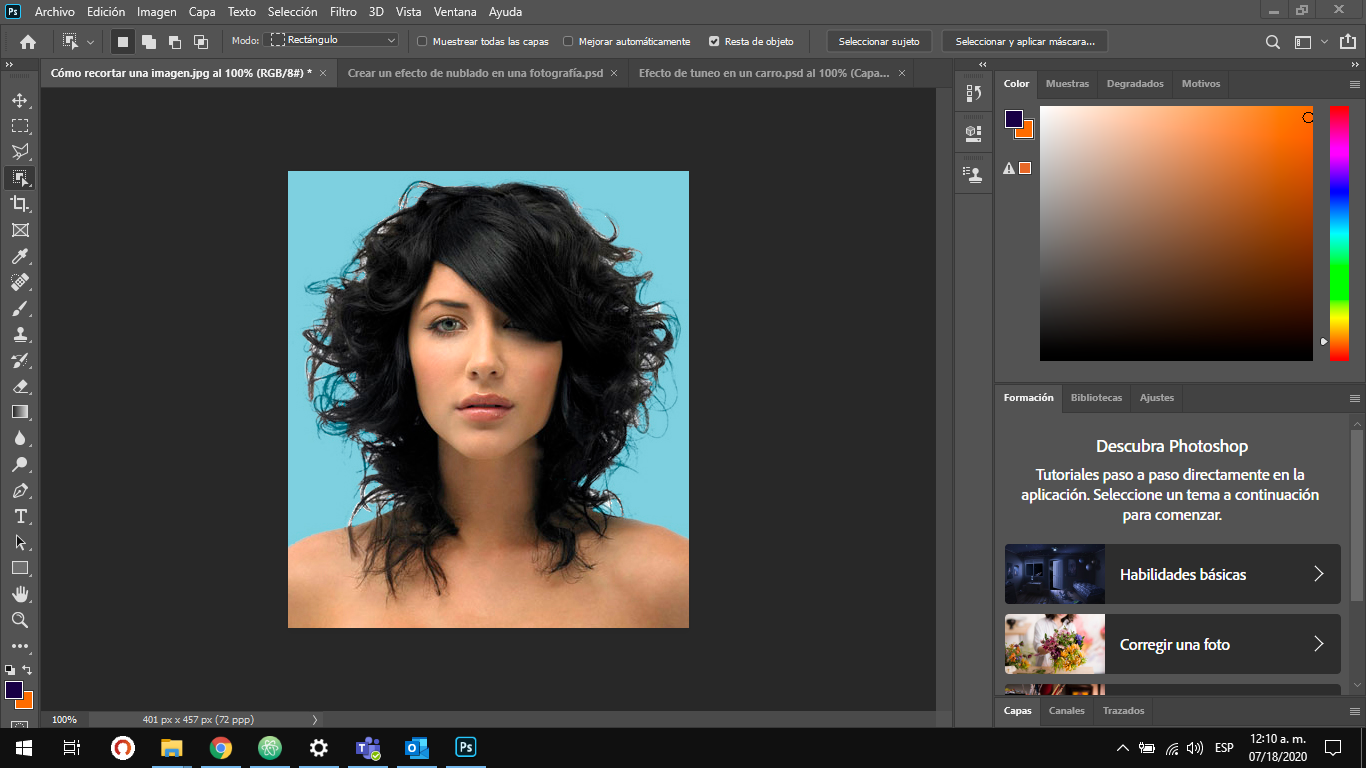 Ps Archivo Edición Imagen Capa Texto Selección Filtro 3D Vista Ventana Ayuda
Modo: Rectángulo Muestrear todas las capas Mejorar automáticamente Resta de objeto Seleccionar sujeto Seleccionar y aplicar máscara...
Cómo recortar una imagen.jpg al 100% (RGB/8#) * × Crear un efecto de nublado en una fotografía.psd × Efecto de tuneo en un carro.psd al 100% (Capa... ×
Color Muestras Degradados Motivos
Formación Bibliotecas Ajustes
Descubra Photoshop
Tutoriales paso a paso directamente en la
aplicación. Seleccione un tema a continuación
para comenzar.
Habilidades básicas
Corregir una foto
T
100% 401 px x 457 px (72 ppp)
Capas Canales Trazados
Ps
ESP
12:10 a. m.
07/18/2020